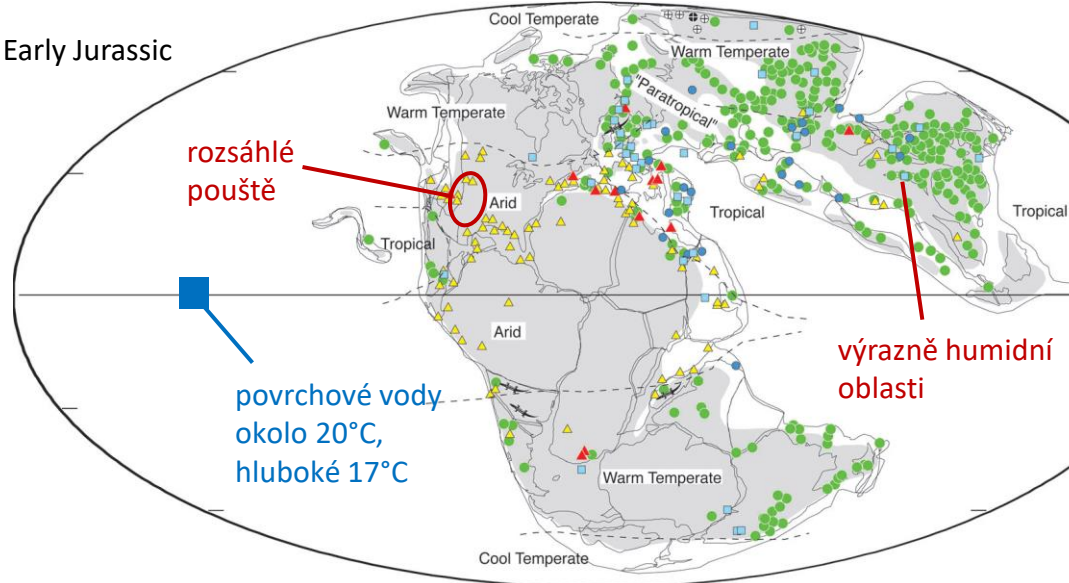 Cool Temperate
Early Jurassic
Warm Temperate
"Paratropical"
Warm Temperate
rozsáhlé
pouště
Arid
Tropical
Tropical
Tropical
Arid
povrchové vody
okolo 20°C,
hluboké 17°C
výrazně humidní
oblasti
Warm Temperate
Cool Temperate